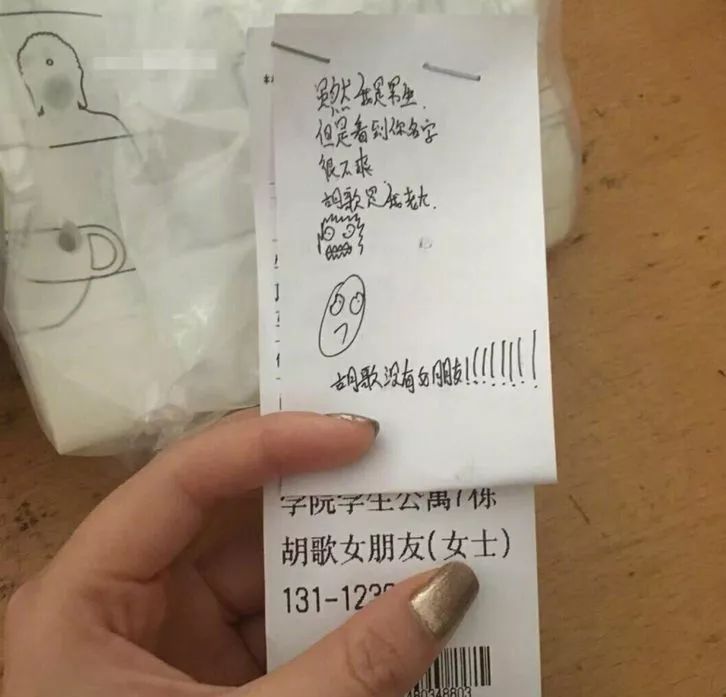 虽然我是男生,
但是看到你名字
很不爽
胡歌是我老大.
胡歌没有女朋友!!!!!!!!
学院学生公寓7栋
胡歌女朋友(女士)
131-123
480348803